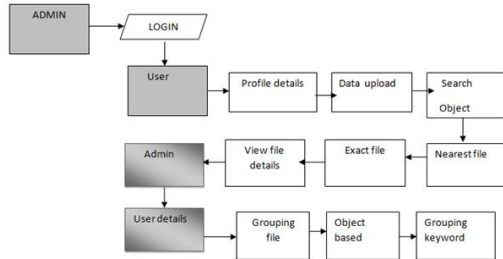 ADMIN
LOGIN
User
Profile details
Data upload
Search
Object
Admin
View file
details
Exact file
Nearest file
User details
Grouping
file
Object
based
Grouping
keyword